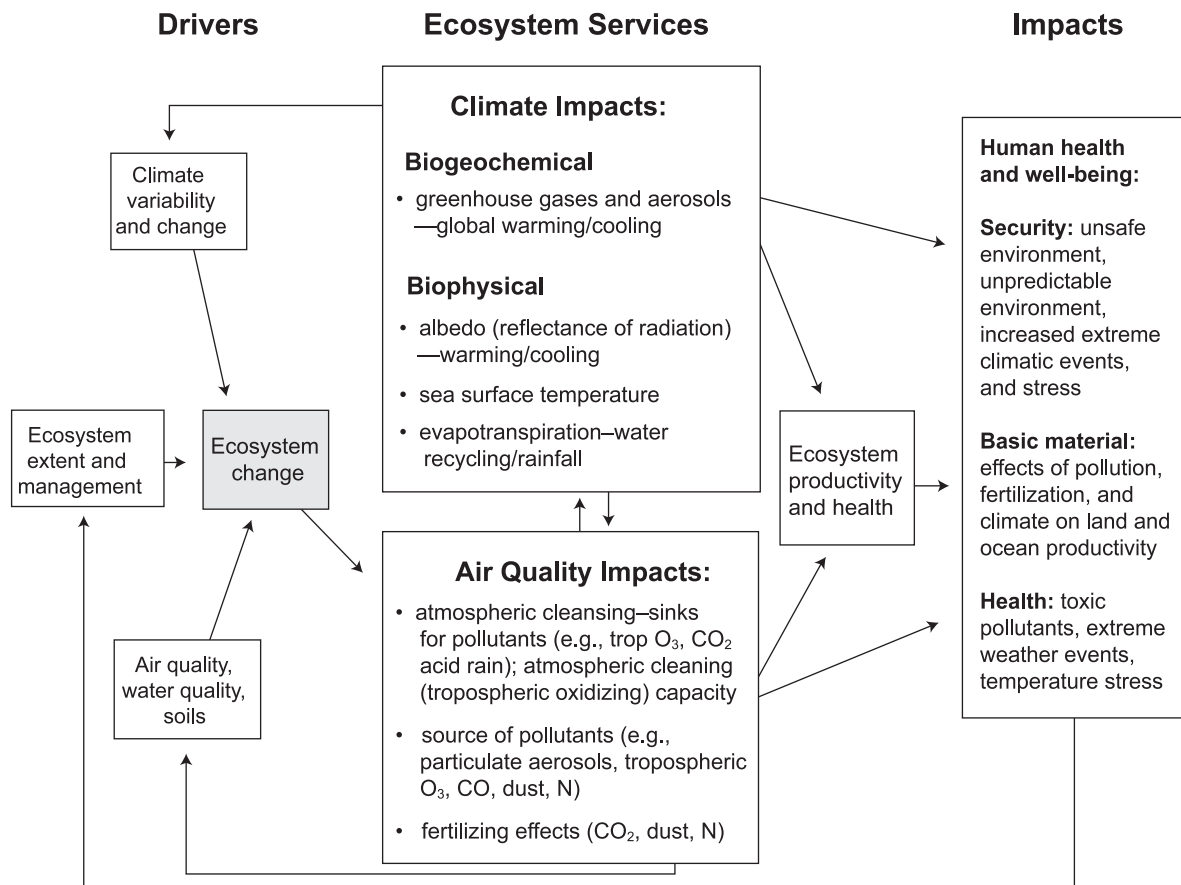 Drivers
Ecosystem Services
Impacts
Climate
variability
and change
Ecosystem
extent and
management
Ecosystem
change
Air quality,
water quality,
soils
Climate Impacts:
Biogeochemical
• greenhouse gases and aerosols
—global warming/cooling
Biophysical
• albedo (reflectance of radiation)
—warming/cooling
• sea surface temperature
• evapotranspiration–water
recycling/rainfall
Air Quality Impacts:
• atmospheric cleansing–sinks
for pollutants (e.g., trop O₃, CO₂
acid rain); atmospheric cleaning
(tropospheric oxidizing) capacity
• source of pollutants (e.g.,
particulate aerosols, tropospheric
O₃, CO, dust, N)
• fertilizing effects (CO₂, dust, N)
Ecosystem
productivity
and health
Human health
and well-being:
Security: unsafe
environment,
unpredictable
environment,
increased extreme
climatic events,
and stress
Basic material:
effects of pollution,
fertilization, and
climate on land and
ocean productivity
Health: toxic
pollutants, extreme
weather events,
temperature stress